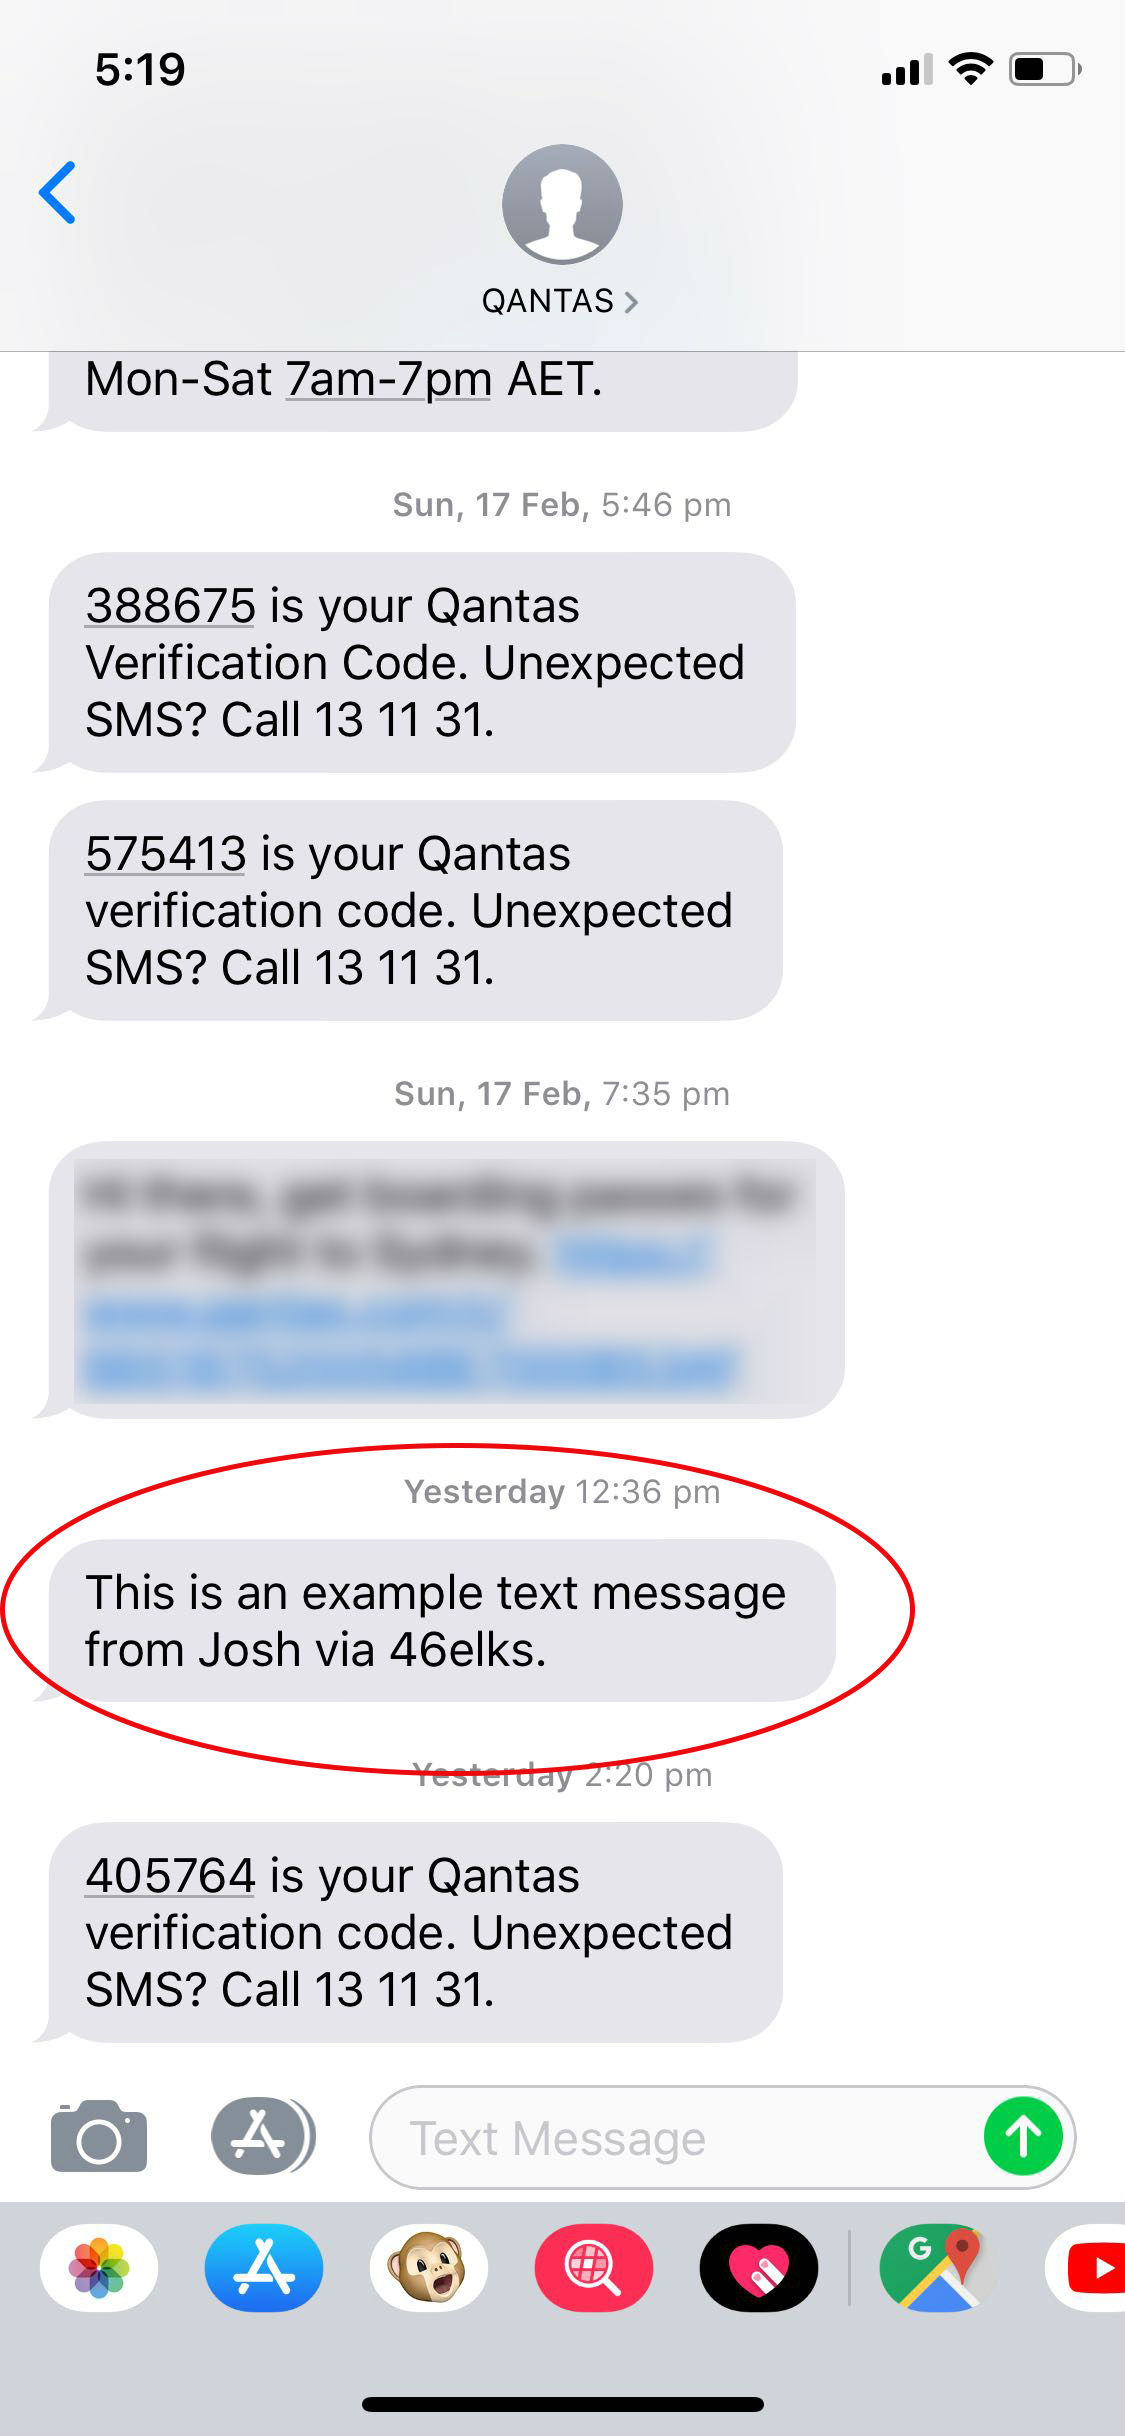 5:19
QANTAS
Mon-Sat 7am-7pm AET.
Sun, 17 Feb, 5:46 pm
388675 is your Qantas
Verification Code. Unexpected
SMS? Call 13 11 31.
575413 is your Qantas
verification code. Unexpected
SMS? Call 13 11 31.
Sun, 17 Feb, 7:35 pm
Yesterday 12:36 pm
This is an example text message
from Josh via 46elks.
Yesterday 2:20 pm
405764 is your Qantas
verification code. Unexpected
SMS? Call 13 11 31.
Text Message
G